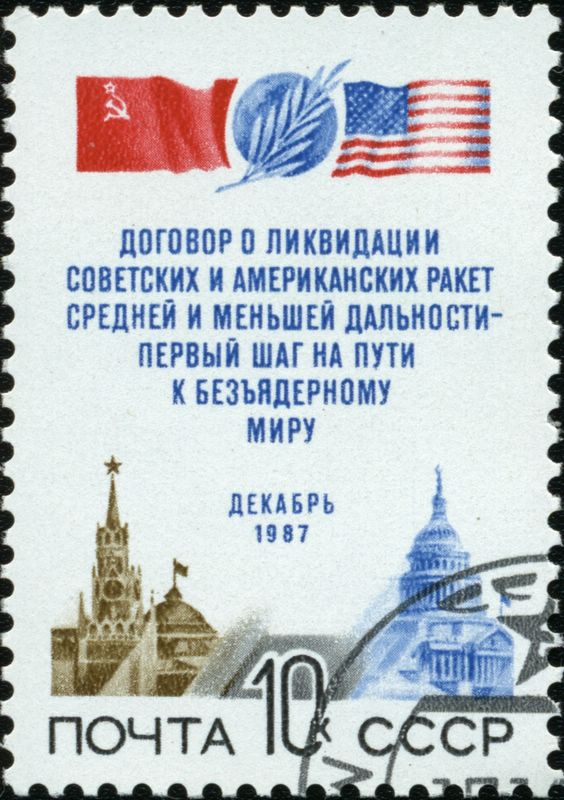 ДОГОВОР О ЛИКВИДАЦИИ
СОВЕТСКИХ И АМЕРИКАНСКИХ РАКЕТ
СРЕДНЕЙ И МЕНЬШЕЙ ДАЛЬНОСТИ-
ПЕРВЫЙ ШАГ НА ПУТИ
К БЕЗЪЯДЕРНОМУ
МИРУ
ДЕКАБРЬ
1987
ПОЧТА 10К СССР